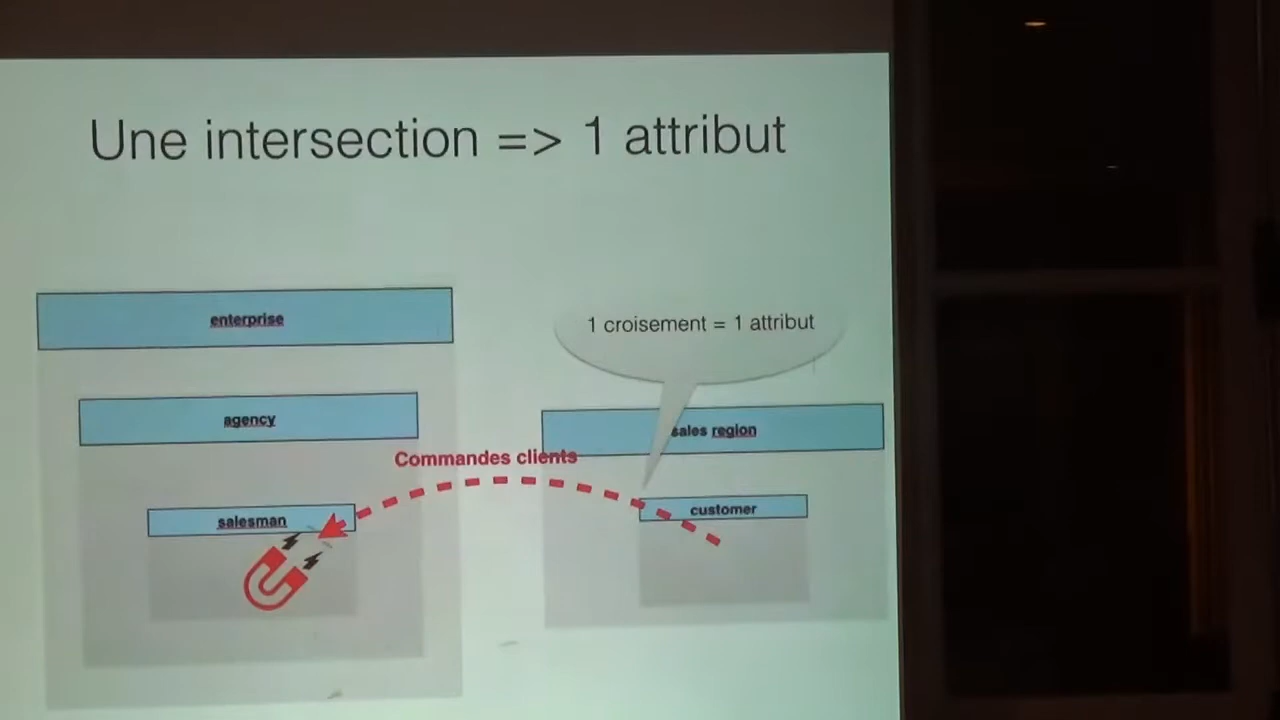 Une intersection => 1 attribut
enterprise
1 croisement = 1 attribut
agency
sales region
Commandes clients
salesman
customer